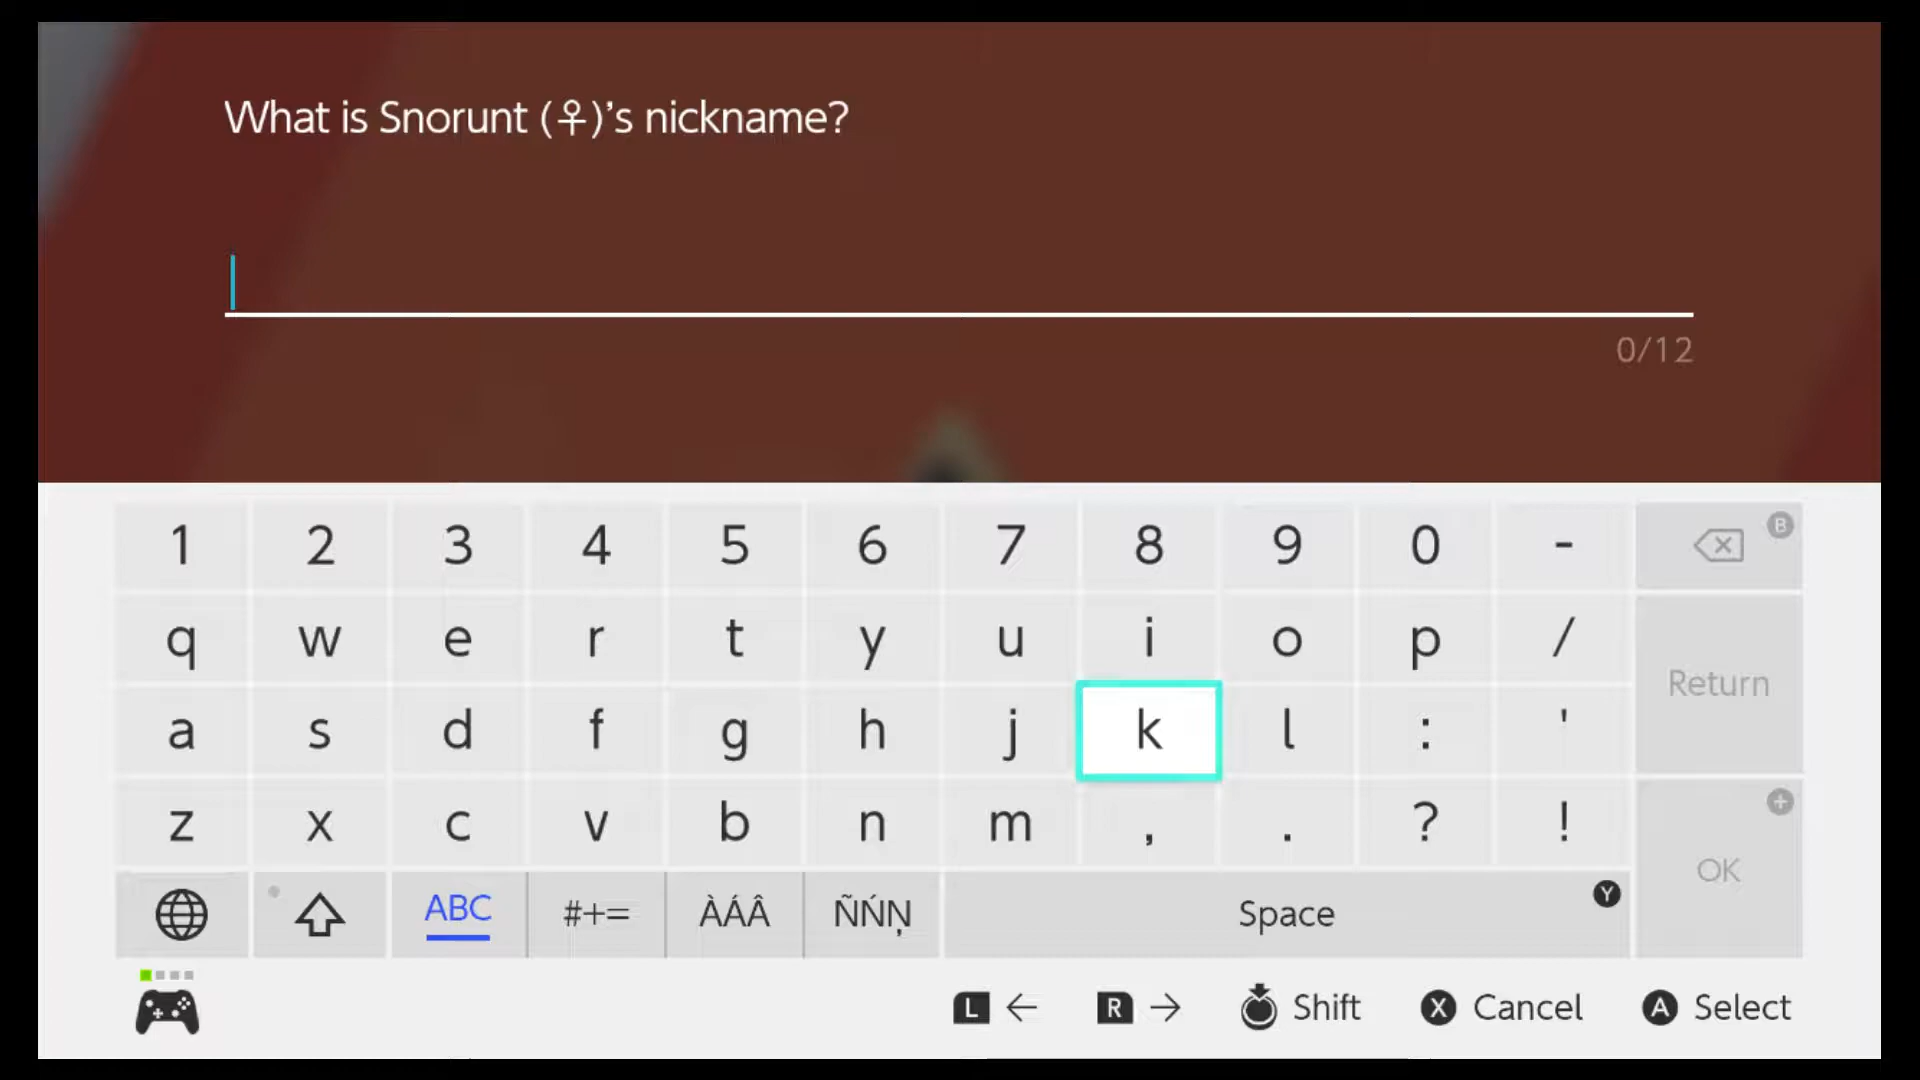 What is Snorunt (♀)'s nickname?
0/12
1 2 3 4 5 6 7 8 9 0 - B
q w e r t y u i o p /
Return
a s d f g h j k l : '
z x c v b n m , . ? ! +
OK
ABC #+= ÀÁÂ ÑŃŅ Space Y
L ← R → Shift X Cancel A Select